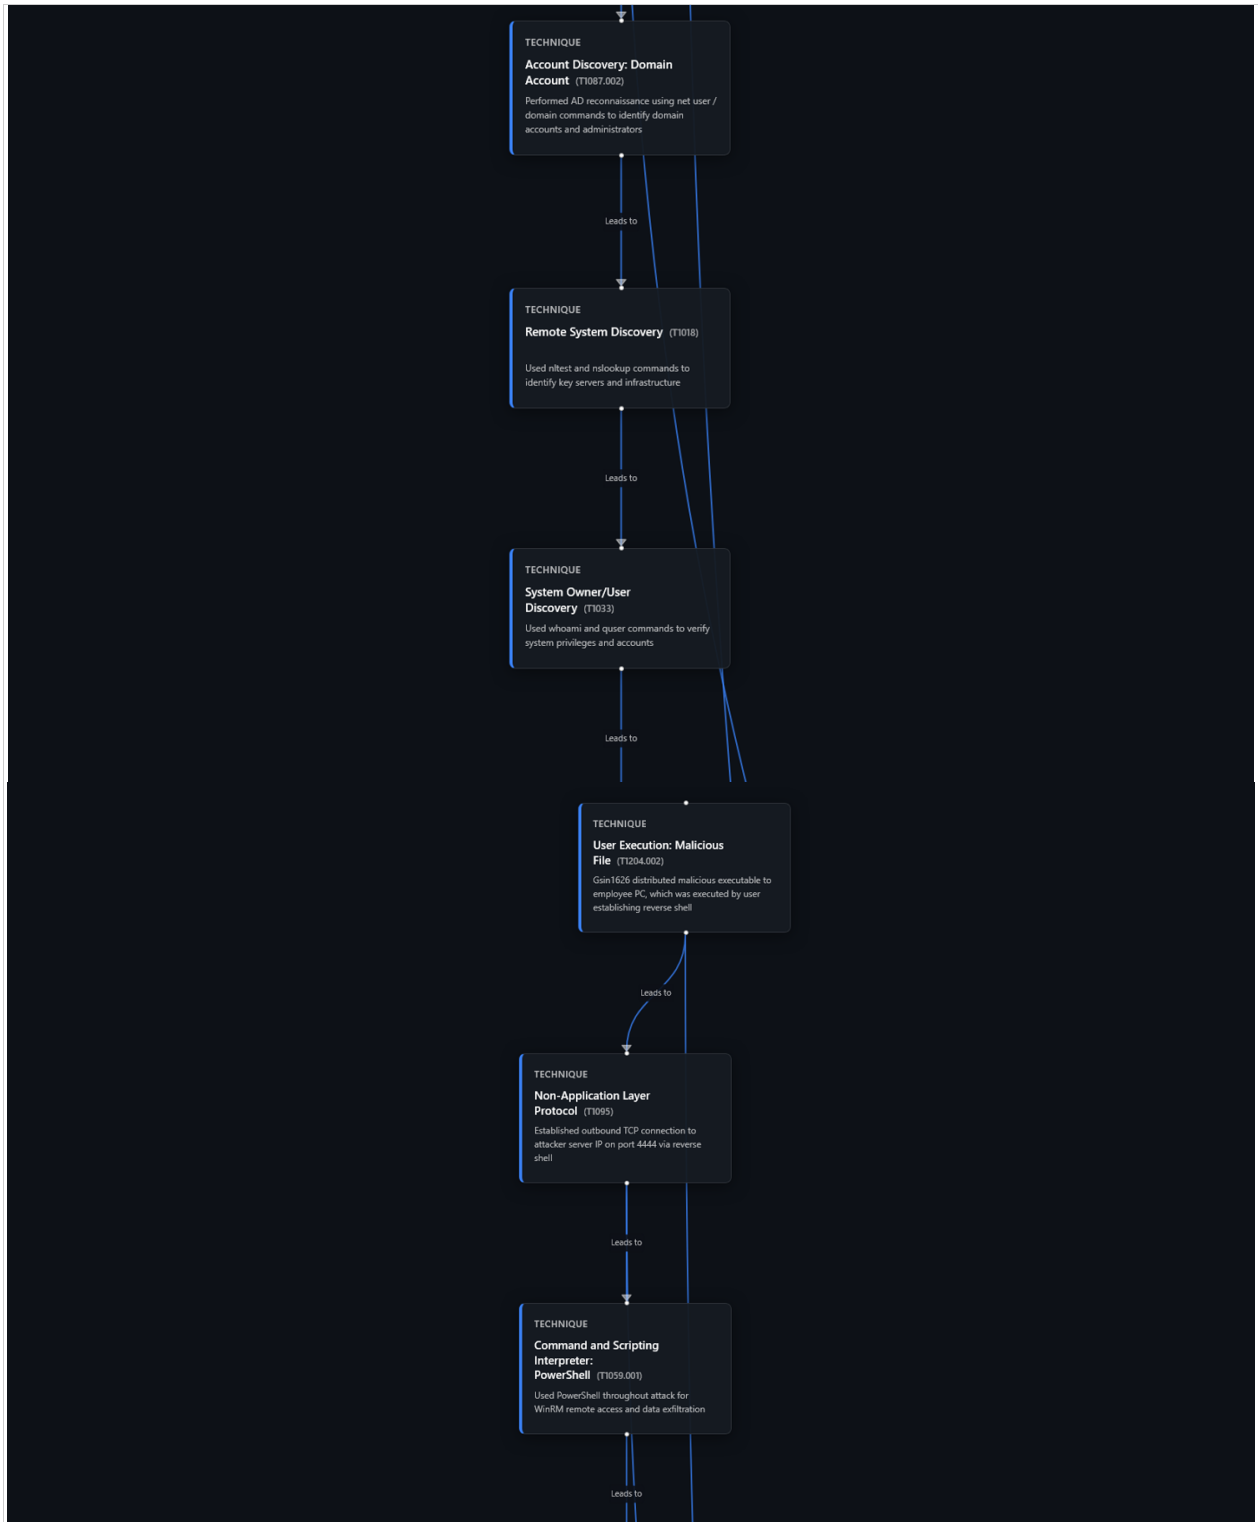 TECHNIQUE
Account Discovery: Domain
Account (T1087.002)
Performed AD reconnaissance using net user /
domain commands to identify domain
accounts and administrators
Leads to
TECHNIQUE
Remote System Discovery (T1018)
Used nltest and nslookup commands to
identify key servers and infrastructure
Leads to
TECHNIQUE
System Owner/User
Discovery (T1033)
Used whoami and quser commands to verify
system privileges and accounts
Leads to
TECHNIQUE
User Execution: Malicious
File (T1204.002)
Gsin1626 distributed malicious executable to
employee PC, which was executed by user
establishing reverse shell
Leads to
TECHNIQUE
Non-Application Layer
Protocol (T1095)
Established outbound TCP connection to
attacker server IP on port 4444 via reverse
shell
Leads to
TECHNIQUE
Command and Scripting
Interpreter:
PowerShell (T1059.001)
Used PowerShell throughout attack for
WinRM remote access and data exfiltration
Leads to